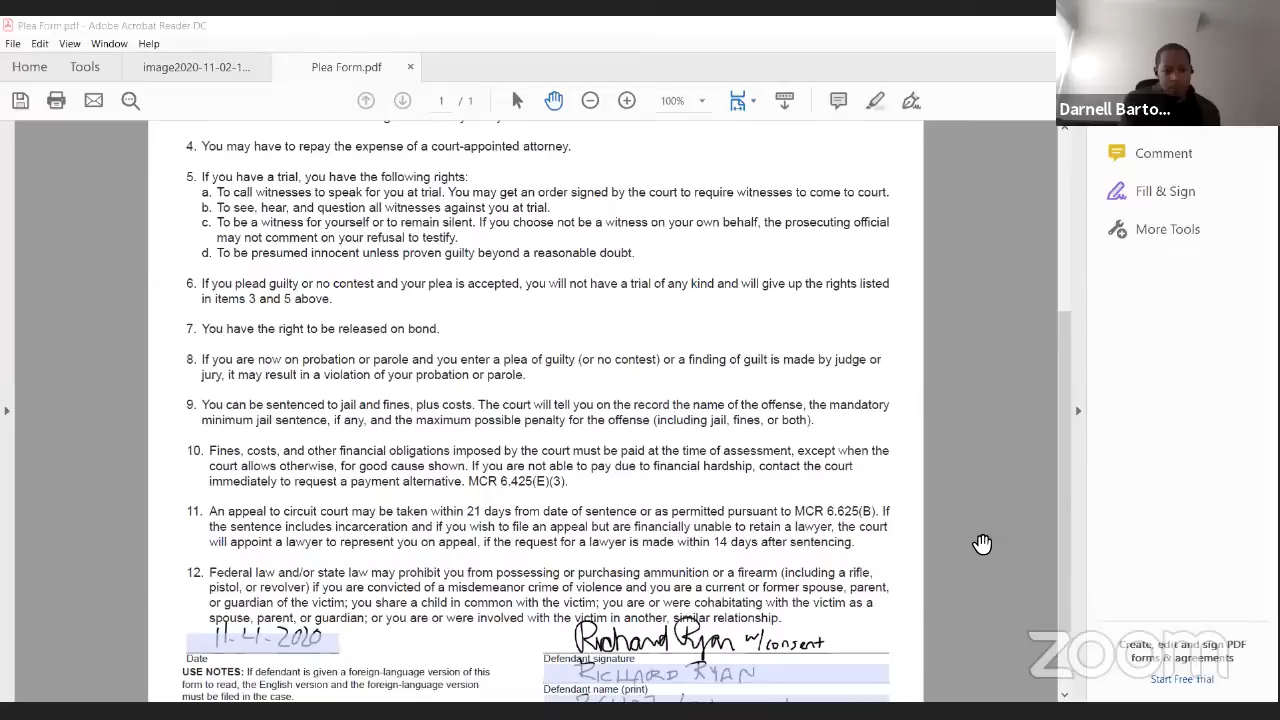 Plea Form.pdf - Adobe Acrobat Reader DC
File Edit View Window Help
Home Tools image2020-11-02-1... Plea Form.pdf ×
1 / 1 100%
Darnell Barto...
Comment
Fill & Sign
More Tools
4. You may have to repay the expense of a court-appointed attorney.
5. If you have a trial, you have the following rights:
a. To call witnesses to speak for you at trial. You may get an order signed by the court to require witnesses to come to court.
b. To see, hear, and question all witnesses against you at trial.
c. To be a witness for yourself or to remain silent. If you choose not be a witness on your own behalf, the prosecuting official
may not comment on your refusal to testify.
d. To be presumed innocent unless proven guilty beyond a reasonable doubt.
6. If you plead guilty or no contest and your plea is accepted, you will not have a trial of any kind and will give up the rights listed
in items 3 and 5 above.
7. You have the right to be released on bond.
8. If you are now on probation or parole and you enter a plea of guilty (or no contest) or a finding of guilt is made by judge or
jury, it may result in a violation of your probation or parole.
9. You can be sentenced to jail and fines, plus costs. The court will tell you on the record the name of the offense, the mandatory
minimum jail sentence, if any, and the maximum possible penalty for the offense (including jail, fines, or both).
10. Fines, costs, and other financial obligations imposed by the court must be paid at the time of assessment, except when the
court allows otherwise, for good cause shown. If you are not able to pay due to financial hardship, contact the court
immediately to request a payment alternative. MCR 6.425(E)(3).
11. An appeal to circuit court may be taken within 21 days from date of sentence or as permitted pursuant to MCR 6.625(B). If
the sentence includes incarceration and if you wish to file an appeal but are financially unable to retain a lawyer, the court
will appoint a lawyer to represent you on appeal, if the request for a lawyer is made within 14 days after sentencing.
12. Federal law and/or state law may prohibit you from possessing or purchasing ammunition or a firearm (including a rifle,
pistol, or revolver) if you are convicted of a misdemeanor crime of violence and you are a current or former spouse, parent,
or guardian of the victim; you share a child in common with the victim; you are or were cohabitating with the victim as a
spouse, parent, or guardian; or you are or were involved with the victim in another, similar relationship.
11-4-2020
Richard Ryan w/consent
Date
Defendant signature
RICHARD RYAN
Defendant name (print)
USE NOTES: If defendant is given a foreign-language version of this
form to read, the English version and the foreign-language version
must be filed in the case.
Create, edit and sign PDF
forms & agreements
Start Free Trial
zoom